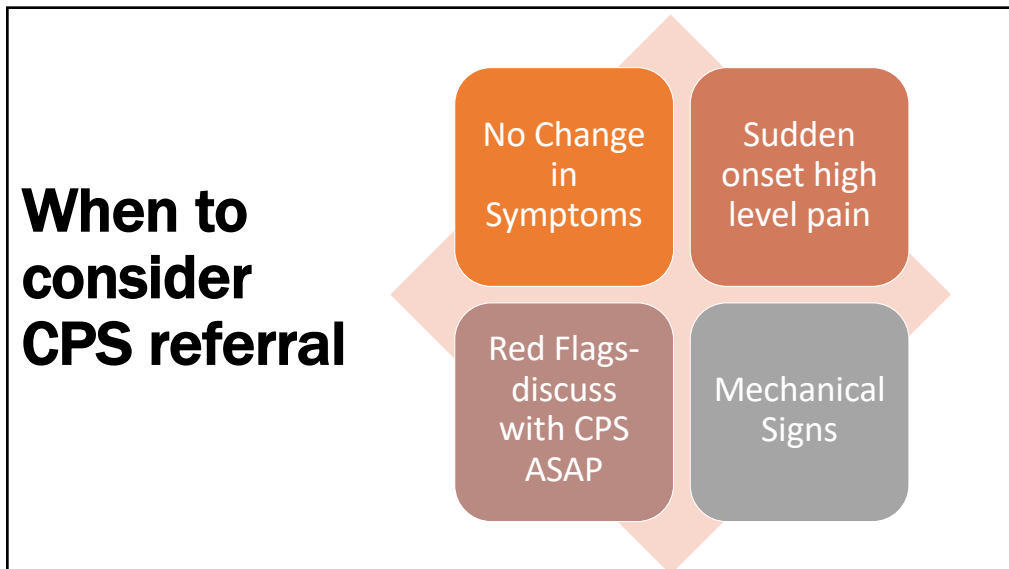 When to
consider
CPS referral
No Change
in
Symptoms
Sudden
onset high
level pain
Red Flags-
discuss
with CPS
ASAP
Mechanical
Signs